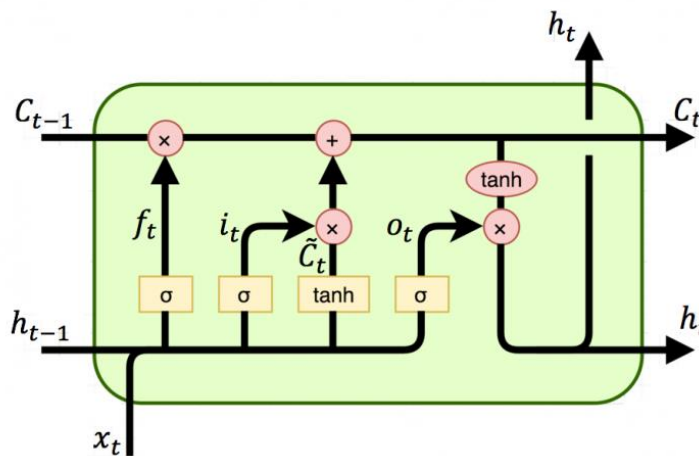 h_t
C_{t-1}
C_t
×
+
tanh
f_t
i_t
×
o_t
×
C̃_t
σ
σ
tanh
σ
h_{t-1}
h
x_t